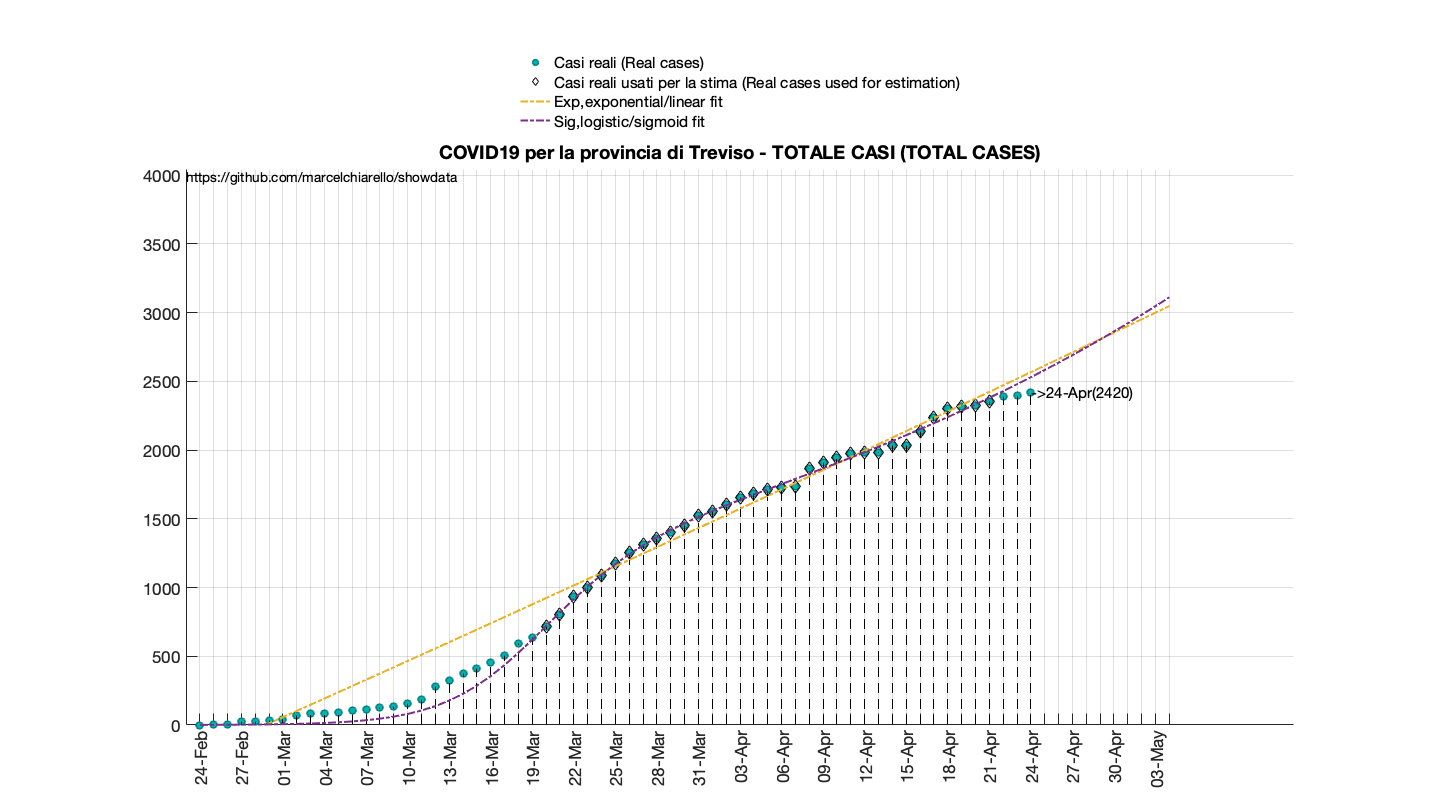 Casi reali (Real cases)
Casi reali usati per la stima (Real cases used for estimation)
Exp,exponential/linear fit
Sig,logistic/sigmoid fit
COVID19 per la provincia di Treviso - TOTALE CASI (TOTAL CASES)
4000
https://github.com/marcelchiarello/showdata
3500
3000
2500
->24-Apr(2420)
2000
1500
1000
500
0
24-Feb
27-Feb
01-Mar
04-Mar
07-Mar
10-Mar
13-Mar
16-Mar
19-Mar
22-Mar
25-Mar
28-Mar
31-Mar
03-Apr
06-Apr
09-Apr
12-Apr
15-Apr
18-Apr
21-Apr
24-Apr
27-Apr
30-Apr
03-May